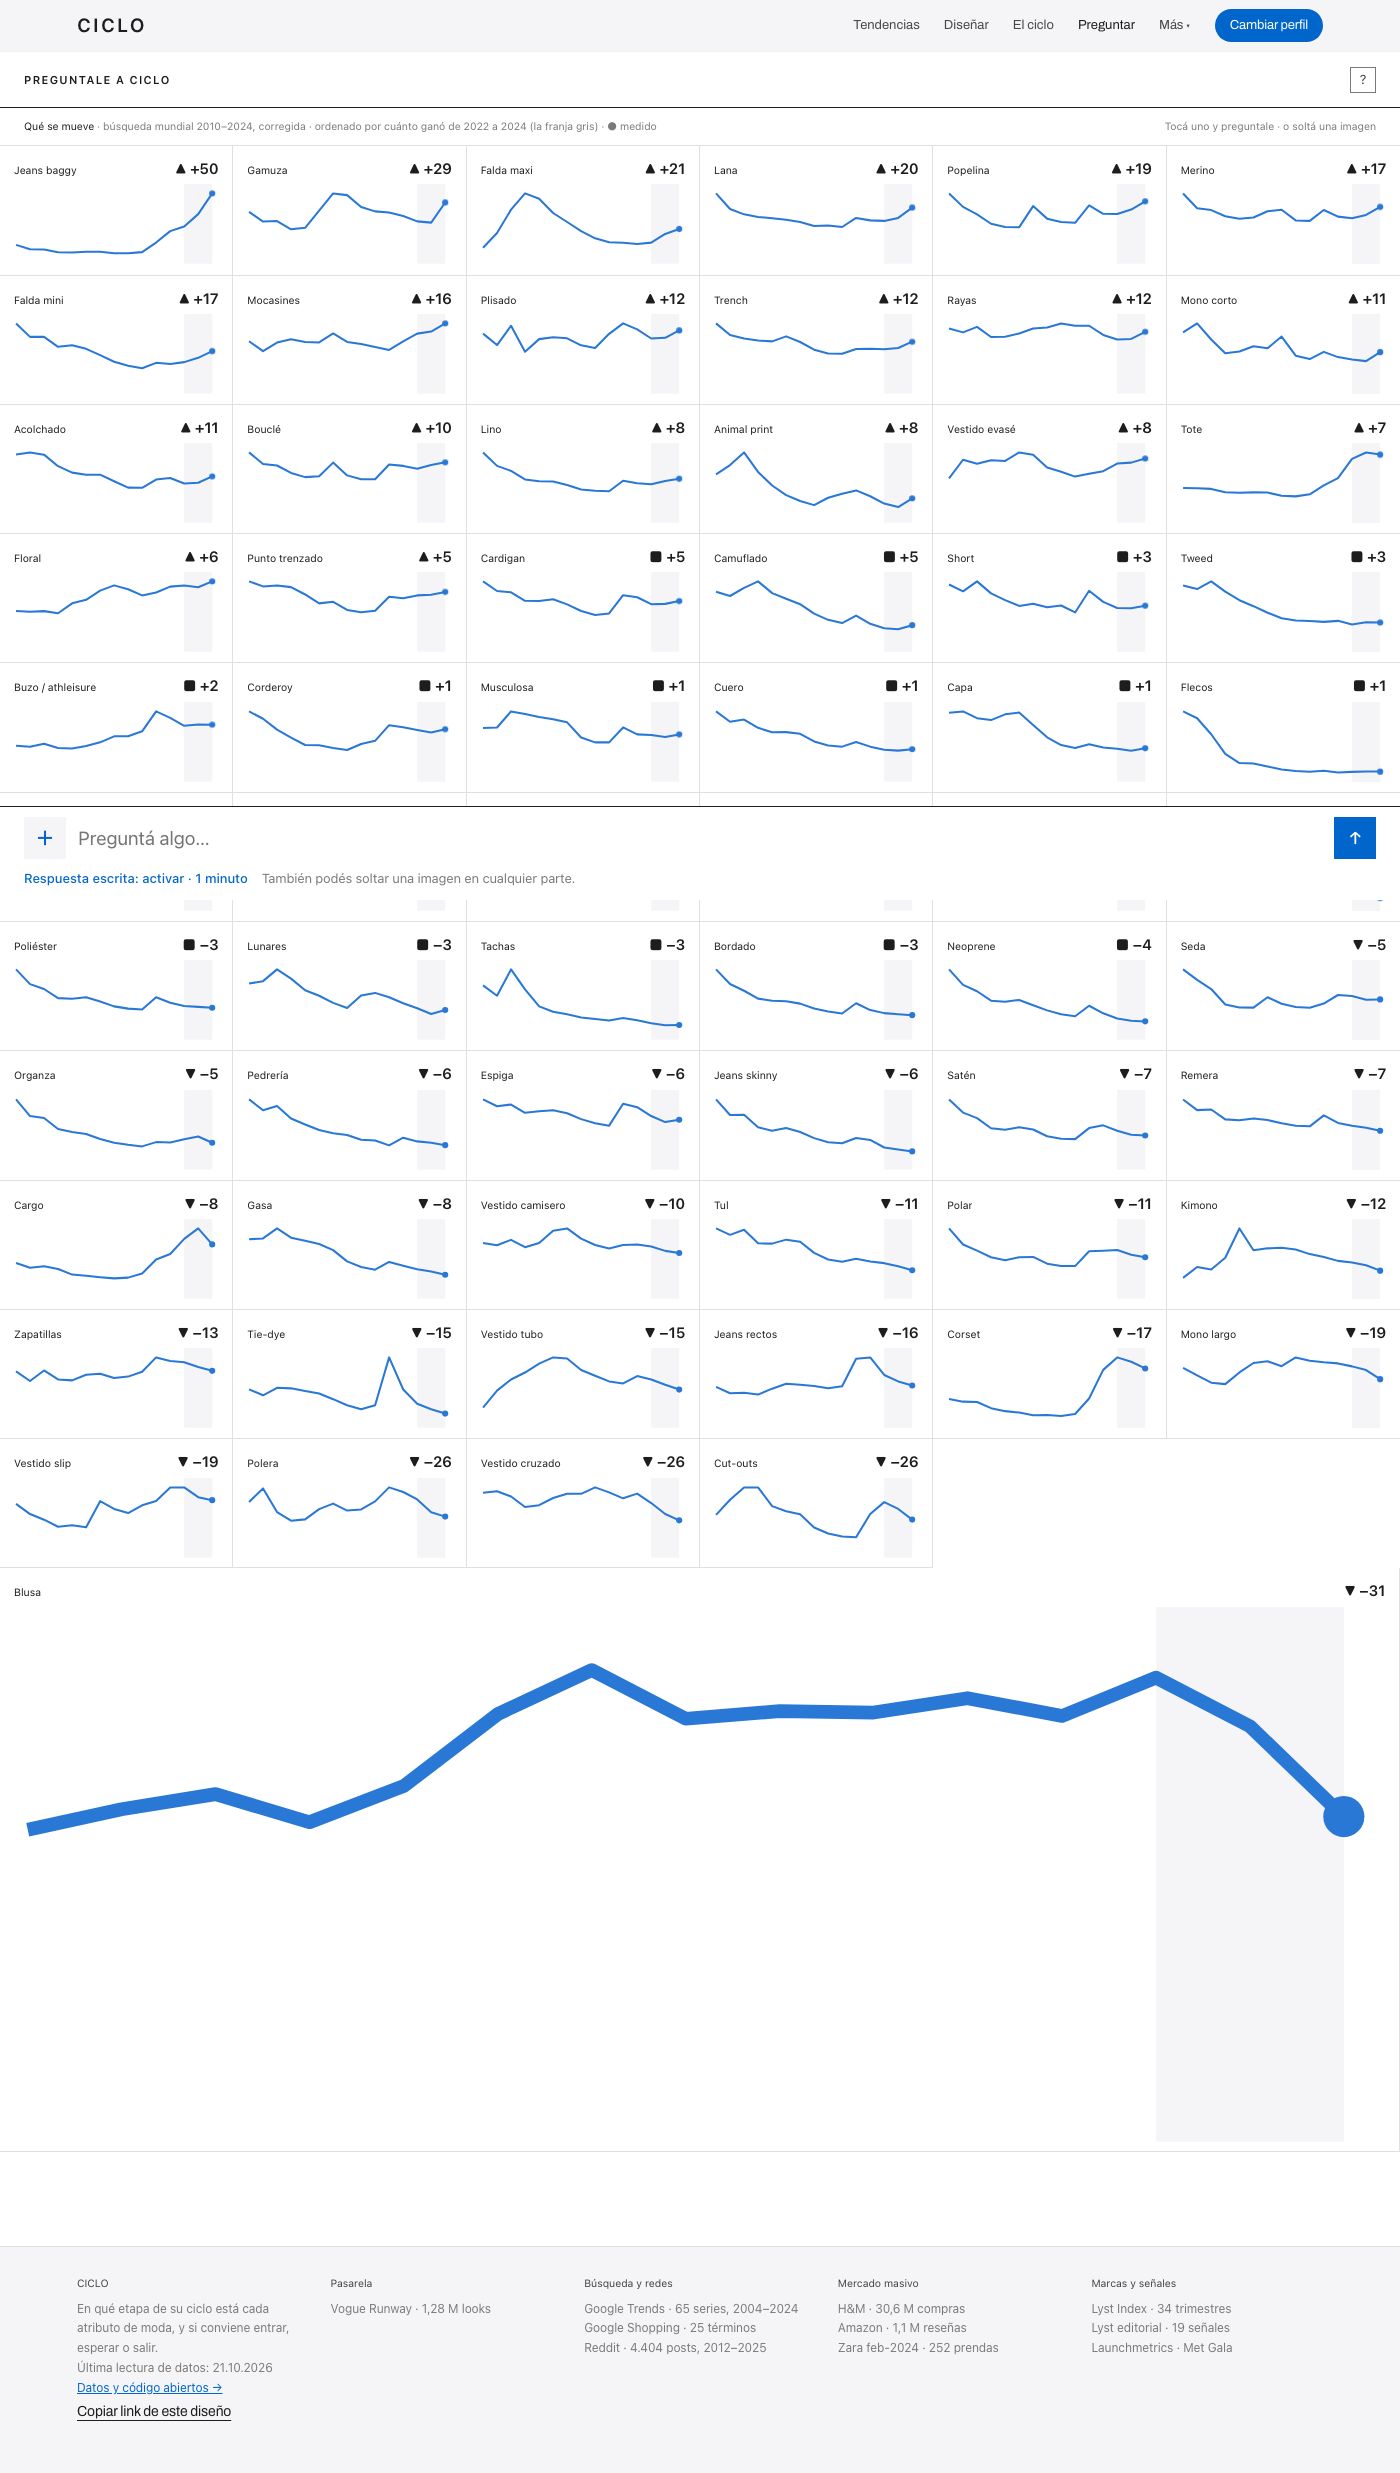 CICLO
Tendencias Diseñar El ciclo Preguntar Más Cambiar perfil
PREGUNTALE A CICLO ?
Qué se mueve · búsqueda mundial 2010–2024, corregida · ordenado por cuánto ganó de 2022 a 2024 (la franja gris) · ● medido
Tocá uno y preguntale · o soltá una imagen
Jeans baggy ▲ +50
Gamuza ▲ +29
Falda maxi ▲ +21
Lana ▲ +20
Popelina ▲ +19
Merino ▲ +17
Falda mini ▲ +17
Mocasines ▲ +16
Plisado ▲ +12
Trench ▲ +12
Rayas ▲ +12
Mono corto ▲ +11
Acolchado ▲ +11
Bouclé ▲ +10
Lino ▲ +8
Animal print ▲ +8
Vestido evasé ▲ +8
Tote ▲ +7
Floral ▲ +6
Punto trenzado ▲ +5
Cardigan ■ +5
Camuflado ■ +5
Short ■ +3
Tweed ■ +3
Buzo / athleisure ■ +2
Corderoy ■ +1
Musculosa ■ +1
Cuero ■ +1
Capa ■ +1
Flecos ■ +1
+ Preguntá algo... ↑
Respuesta escrita: activar · 1 minuto También podés soltar una imagen en cualquier parte.
Poliéster ■ −3
Lunares ■ −3
Tachas ■ −3
Bordado ■ −3
Neoprene ■ −4
Seda ▼ −5
Organza ▼ −5
Pedrería ▼ −6
Espiga ▼ −6
Jeans skinny ▼ −6
Satén ▼ −7
Remera ▼ −7
Cargo ▼ −8
Gasa ▼ −8
Vestido camisero ▼ −10
Tul ▼ −11
Polar ▼ −11
Kimono ▼ −12
Zapatillas ▼ −13
Tie-dye ▼ −15
Vestido tubo ▼ −15
Jeans rectos ▼ −16
Corset ▼ −17
Mono largo ▼ −19
Vestido slip ▼ −19
Polera ▼ −26
Vestido cruzado ▼ −26
Cut-outs ▼ −26
Blusa ▼ −31
CICLO
En qué etapa de su ciclo está cada
atributo de moda, y si conviene entrar,
esperar o salir.
Última lectura de datos: 21.10.2026
Datos y código abiertos →
Copiar link de este diseño
Pasarela
Vogue Runway · 1,28 M looks
Búsqueda y redes
Google Trends · 65 series, 2004–2024
Google Shopping · 25 términos
Reddit · 4.404 posts, 2012–2025
Mercado masivo
H&M · 30,6 M compras
Amazon · 1,1 M reseñas
Zara feb-2024 · 252 prendas
Marcas y señales
Lyst Index · 34 trimestres
Lyst editorial · 19 señales
Launchmetrics · Met Gala